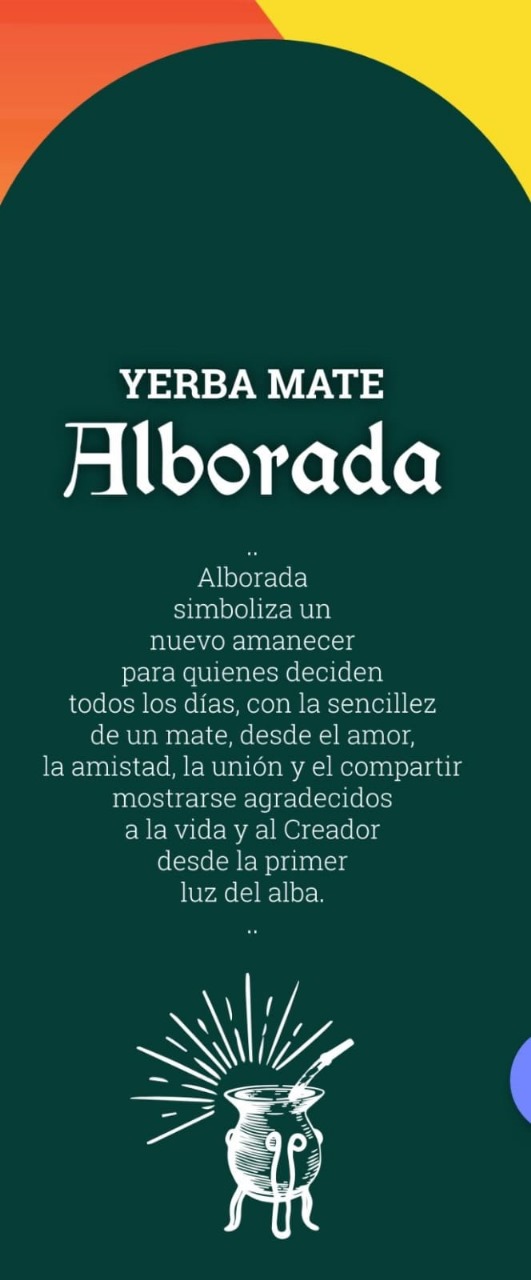 YERBA MATE
Alborada
..
Alborada
simboliza un
nuevo amanecer
para quienes deciden
todos los días, con la sencillez
de un mate, desde el amor,
la amistad, la unión y el compartir
mostrarse agradecidos
a la vida y al Creador
desde la primer
luz del alba.
..